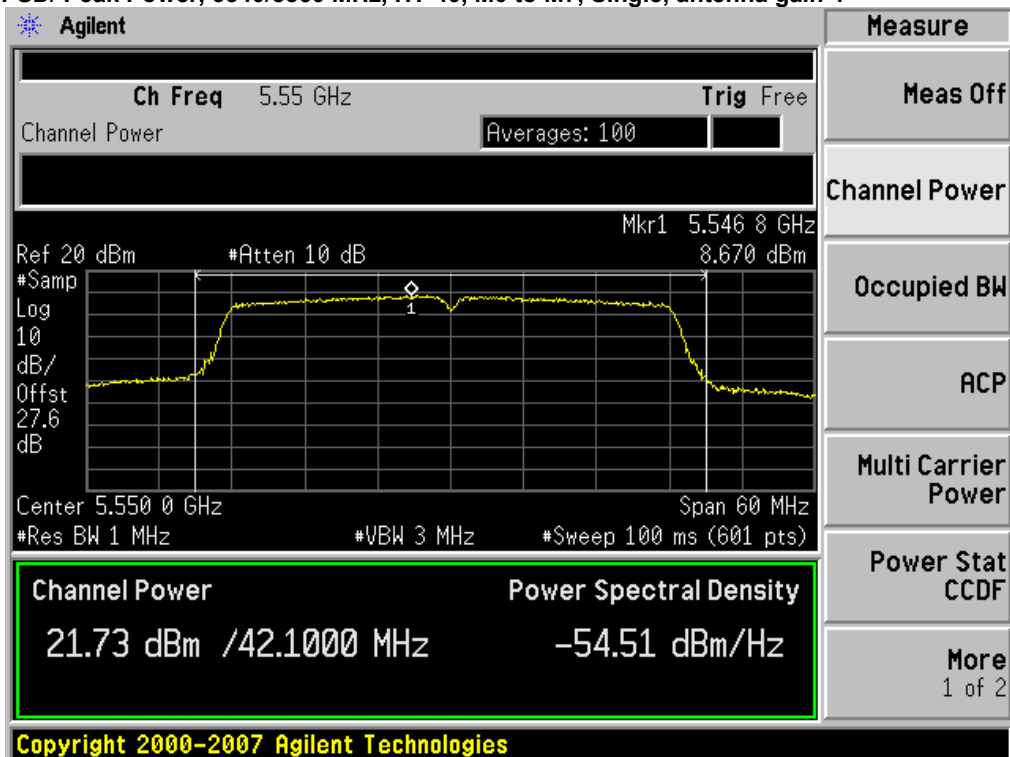 Agilent
Measure
Ch Freq 5.55 GHz Trig Free
Channel Power Averages: 100
Mkr1 5.546 8 GHz
Ref 20 dBm #Atten 10 dB 8.670 dBm
#Samp
Log
10
dB/
Offst
27.6
dB
1
Center 5.550 0 GHz Span 60 MHz
#Res BW 1 MHz #VBW 3 MHz #Sweep 100 ms (601 pts)
Channel Power Power Spectral Density
21.73 dBm /42.1000 MHz -54.51 dBm/Hz
Meas Off
Channel Power
Occupied BW
ACP
Multi Carrier
Power
Power Stat
CCDF
More
1 of 2
Copyright 2000-2007 Agilent Technologies